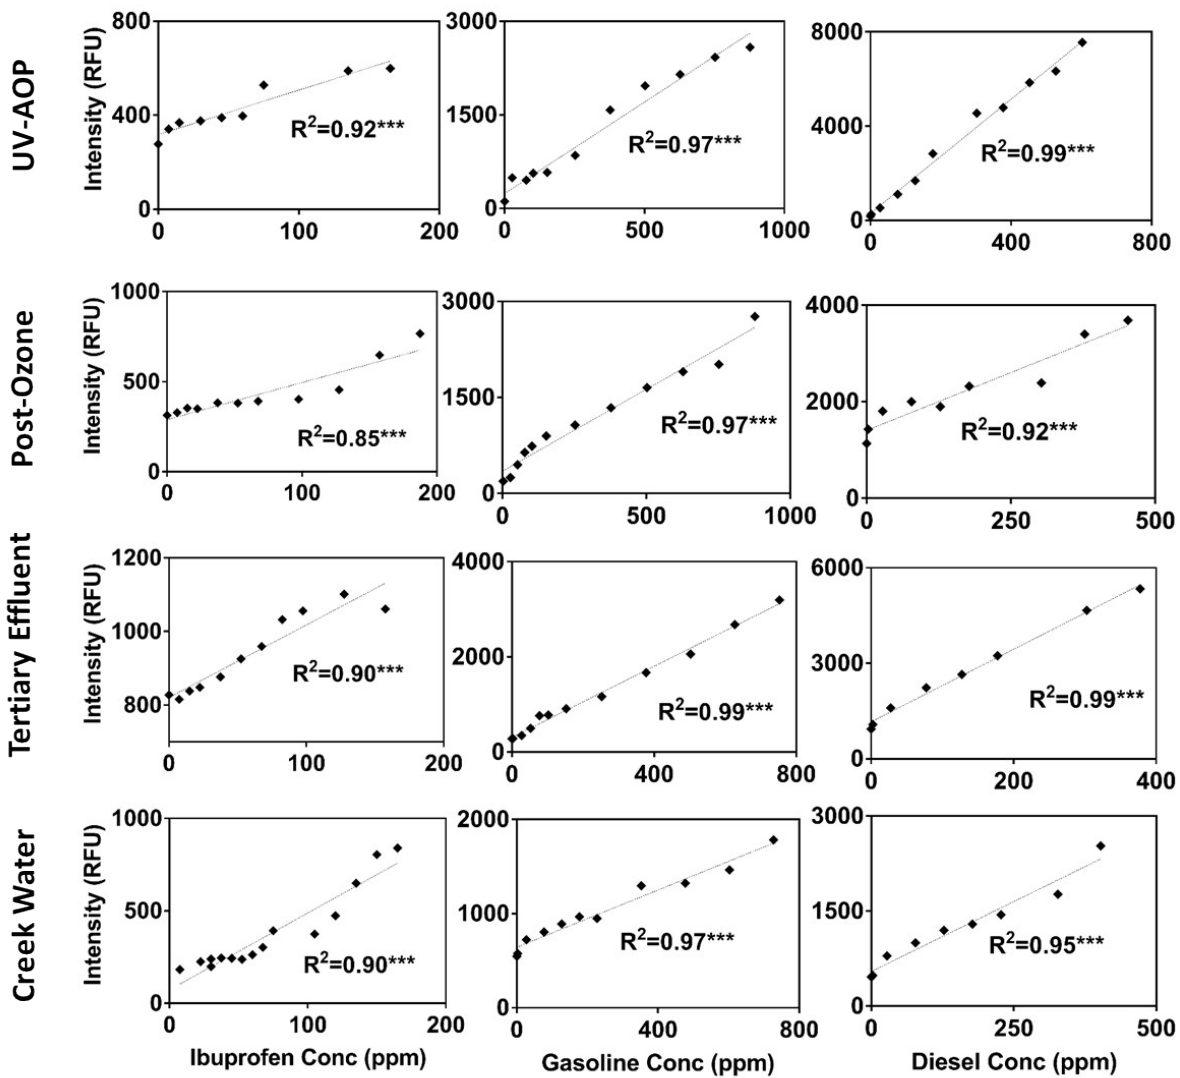 UV-AOP
Intensity (RFU)
800
400
0
0 100 200
R²=0.92***
3000
1500
0
0 500 1000
R²=0.97***
8000
4000
0
0 400 800
R²=0.99***
Post-Ozone
Intensity (RFU)
1000
500
0
0 100 200
R²=0.85***
3000
1500
0
0 500 1000
R²=0.97***
4000
2000
0
0 250 500
R²=0.92***
Tertiary Effluent
Intensity (RFU)
1200
1000
800
0 100 200
R²=0.90***
4000
2000
0
0 400 800
R²=0.99***
6000
3000
0
0 200 400
R²=0.99***
Creek Water
Intensity (RFU)
1000
500
0
0 100 200
R²=0.90***
Ibuprofen Conc (ppm)
2000
1000
0
0 400 800
R²=0.97***
Gasoline Conc (ppm)
3000
1500
0
0 250 500
R²=0.95***
Diesel Conc (ppm)